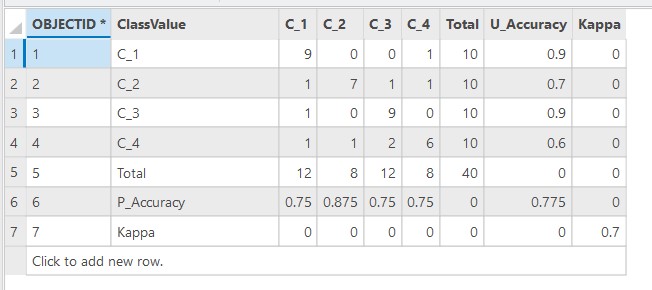 OBJECTID * ClassValue C_1 C_2 C_3 C_4 Total U_Accuracy Kappa
1 1 C_1 9 0 0 1 10 0.9 0
2 2 C_2 1 7 1 1 10 0.7 0
3 3 C_3 1 0 9 0 10 0.9 0
4 4 C_4 1 1 2 6 10 0.6 0
5 5 Total 12 8 12 8 40 0 0
6 6 P_Accuracy 0.75 0.875 0.75 0.75 0 0.775 0
7 7 Kappa 0 0 0 0 0 0 0.7
Click to add new row.